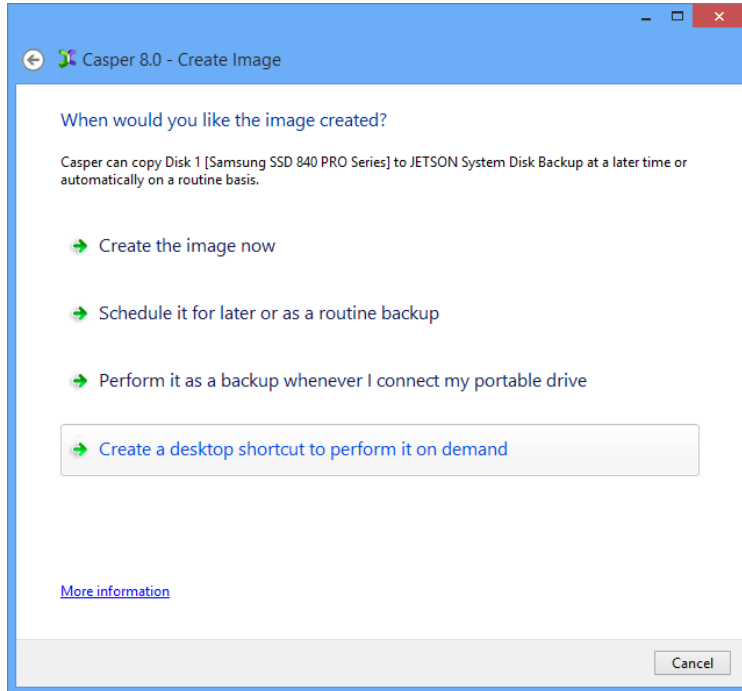 Casper 8.0 - Create Image
When would you like the image created?
Casper can copy Disk 1 [Samsung SSD 840 PRO Series] to JETSON System Disk Backup at a later time or
automatically on a routine basis.
Create the image now
Schedule it for later or as a routine backup
Perform it as a backup whenever I connect my portable drive
Create a desktop shortcut to perform it on demand
More information
Cancel